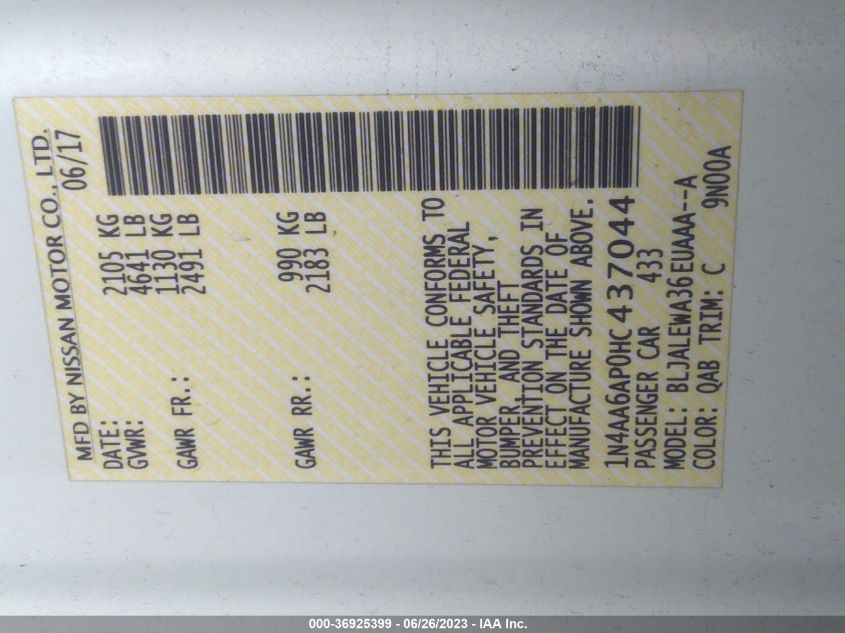 MFD BY NISSAN MOTOR CO., LTD.
DATE: 06/17
GVWR: 2105 KG
4641 LB
GAWR FR.: 1130 KG
2491 LB
GAWR RR.: 990 KG
2183 LB
THIS VEHICLE CONFORMS TO
ALL APPLICABLE FEDERAL
MOTOR VEHICLE SAFETY,
BUMPER, AND THEFT
PREVENTION STANDARDS IN
EFFECT ON THE DATE OF
MANUFACTURE SHOWN ABOVE.
1N4AA6AP0HC437044
PASSENGER CAR 433
MODEL: BLJALEWA36EUAAA--A
COLOR: QAB TRIM: C 9N00A
000-36925399 - 06/26/2023 - IAA Inc.